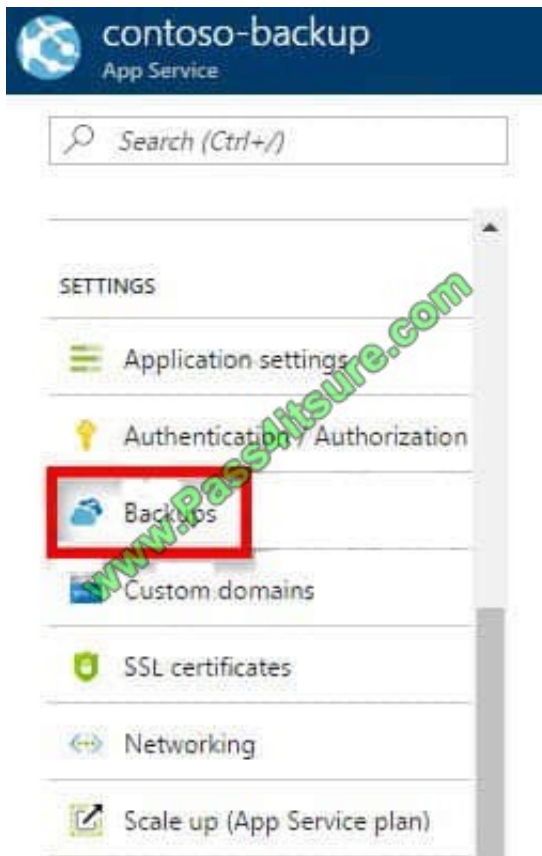 contoso-backup
App Service
Search (Ctrl+/)
SETTINGS
Application settings
Authentication / Authorization
Backups
Custom domains
SSL certificates
Networking
Scale up (App Service plan)
www.Pass4itsure.com